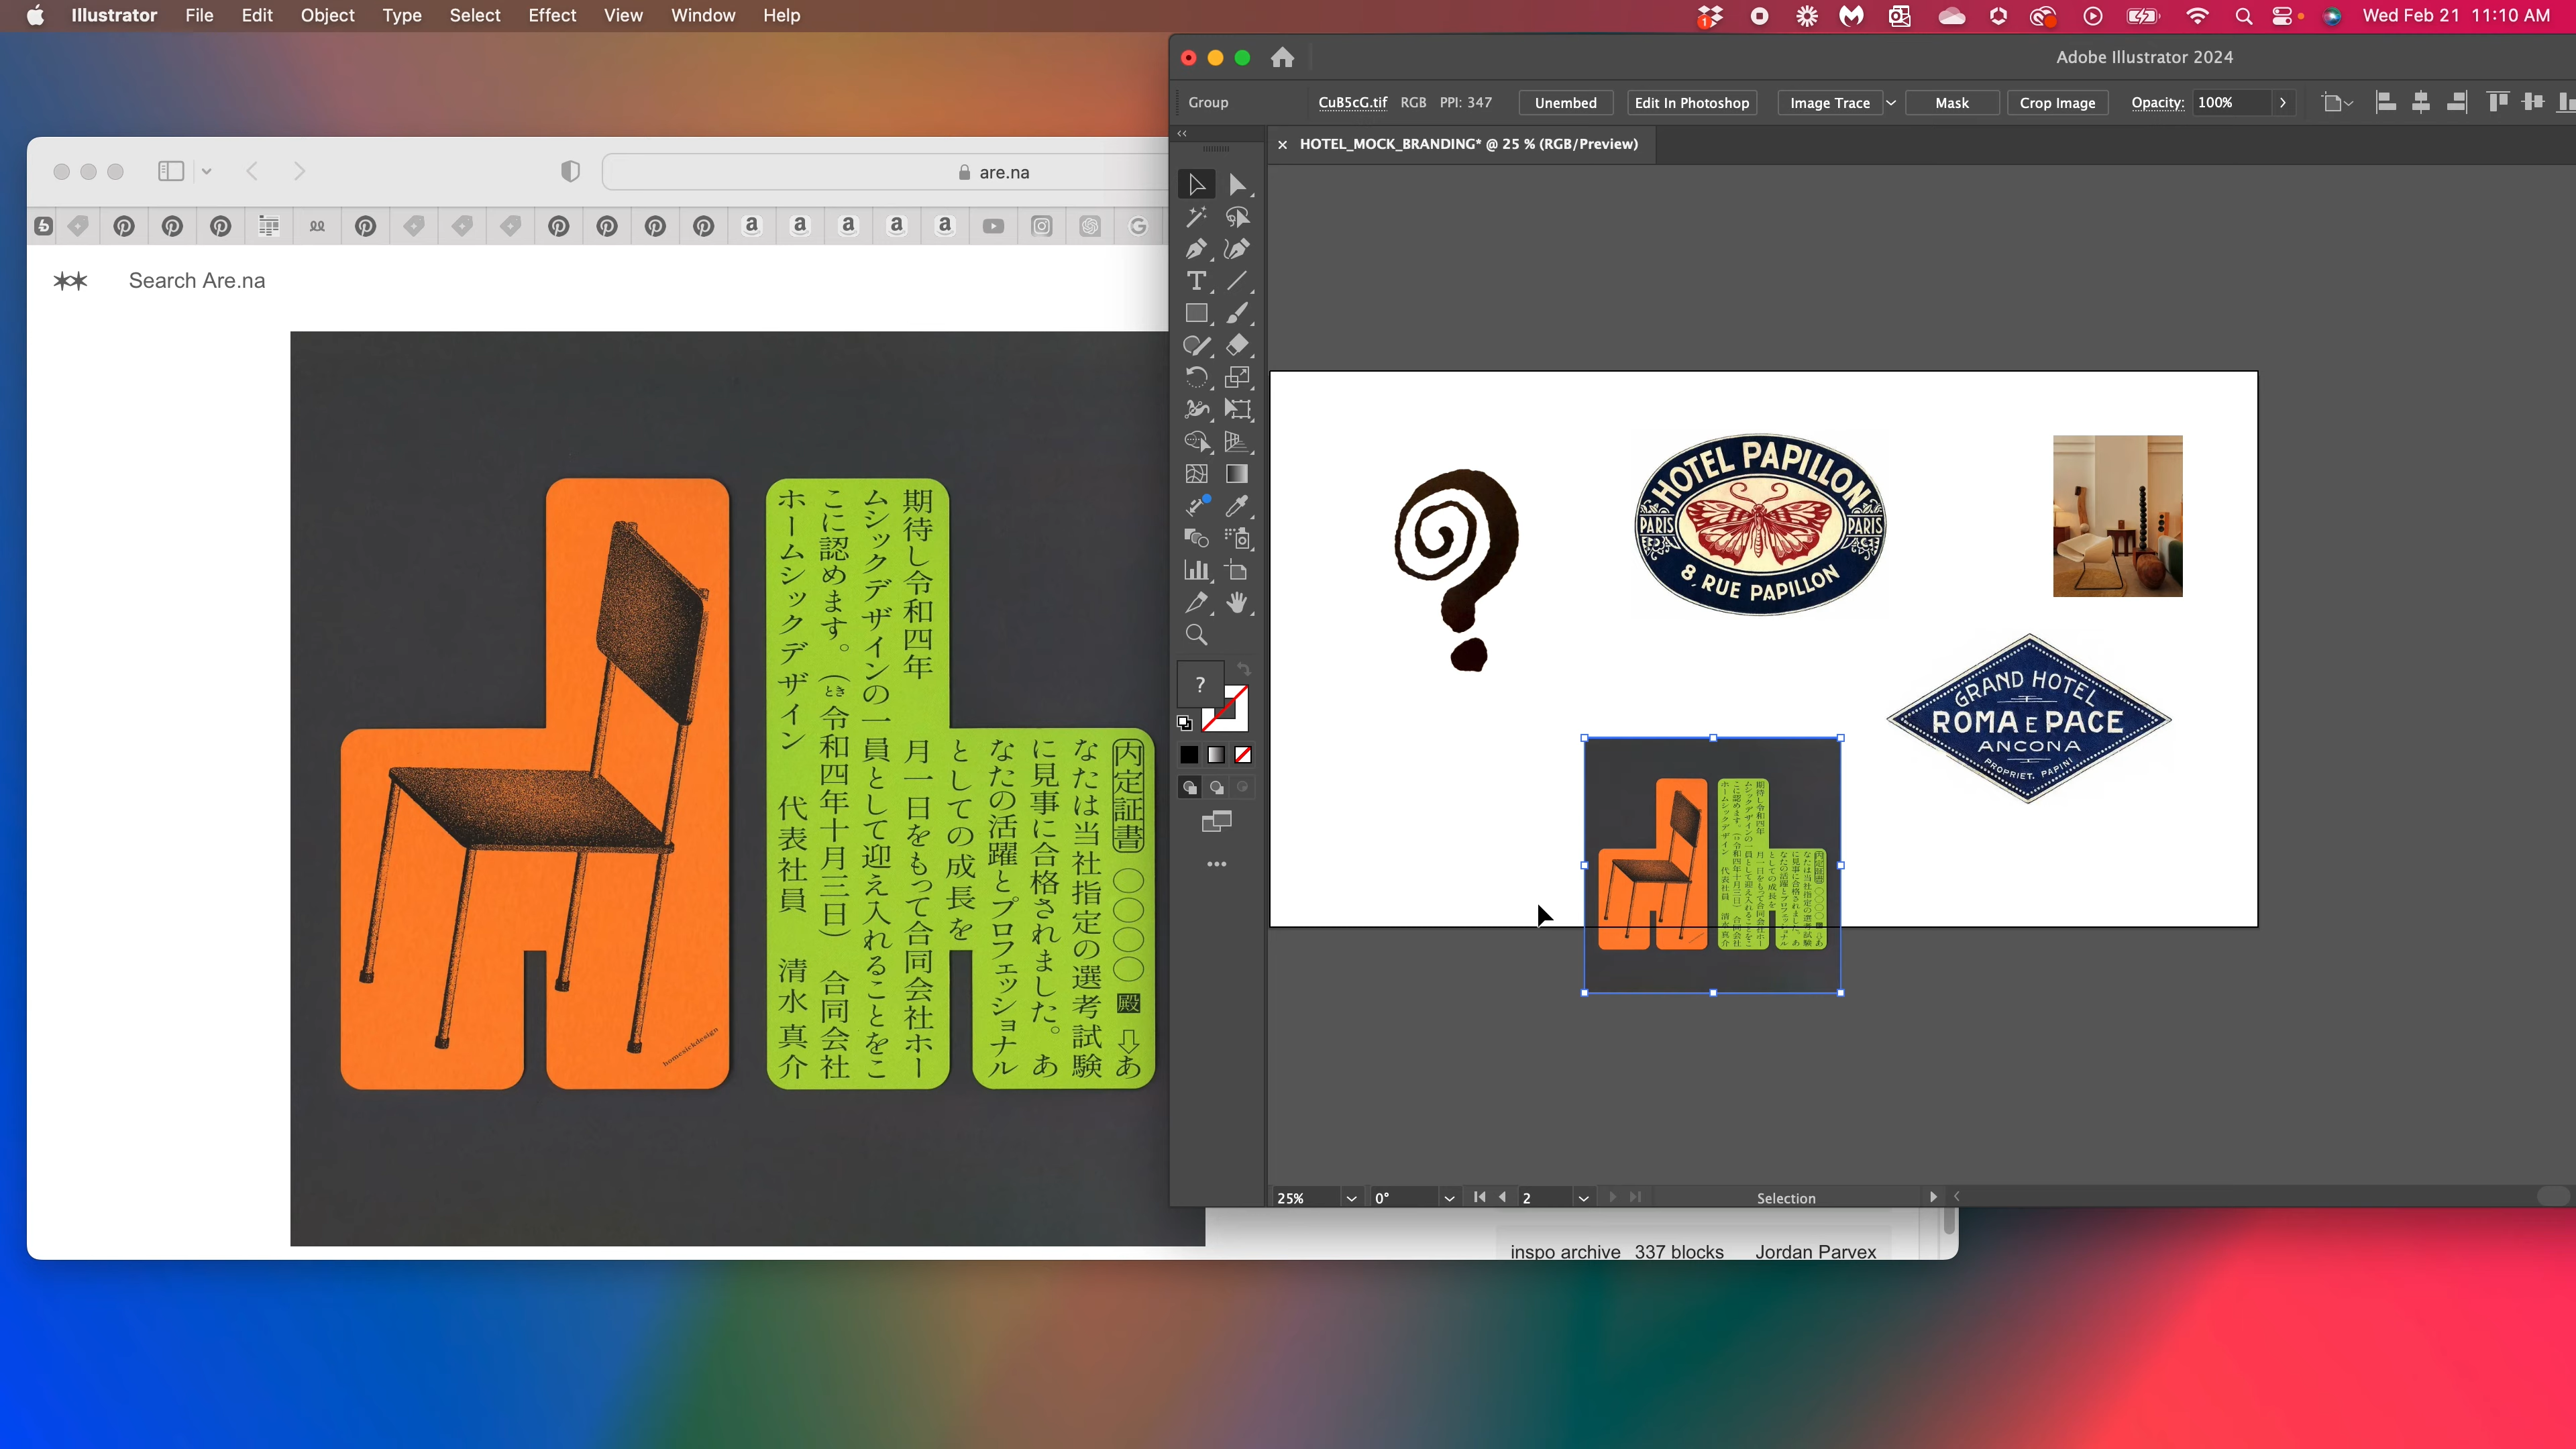 Illustrator File Edit Object Type Select Effect View Window Help
1
Wed Feb 21 11:10 AM
are.na
Search Are.na
内定証書 〇〇〇〇 殿 ⇩あ
なたは当社指定の選考試験
に見事に合格されました。あ
なたの活躍とプロフェッショナル
としての成長を
期待し令和四年 月一日をもって合同会社ホー
ムシックデザインの一員として迎え入れることをこ
こに認めます。(とき 令和四年十月三日) 合同会社
ホームシックデザイン 代表社員 清水真介
homesickdesign
inspo archive 337 blocks Jordan Parvex
Adobe Illustrator 2024
Group CuB5cG.tif RGB PPI: 347 Unembed Edit In Photoshop Image Trace Mask Crop Image Opacity: 100%
HOTEL_MOCK_BRANDING* @ 25 % (RGB/Preview)
?
HOTEL PAPILLON
PARIS PARIS
8, RUE PAPILLON
GRAND HOTEL
ROMA E PACE
ANCONA
PROPRIET. PAPINI
25% 0° 2 Selection